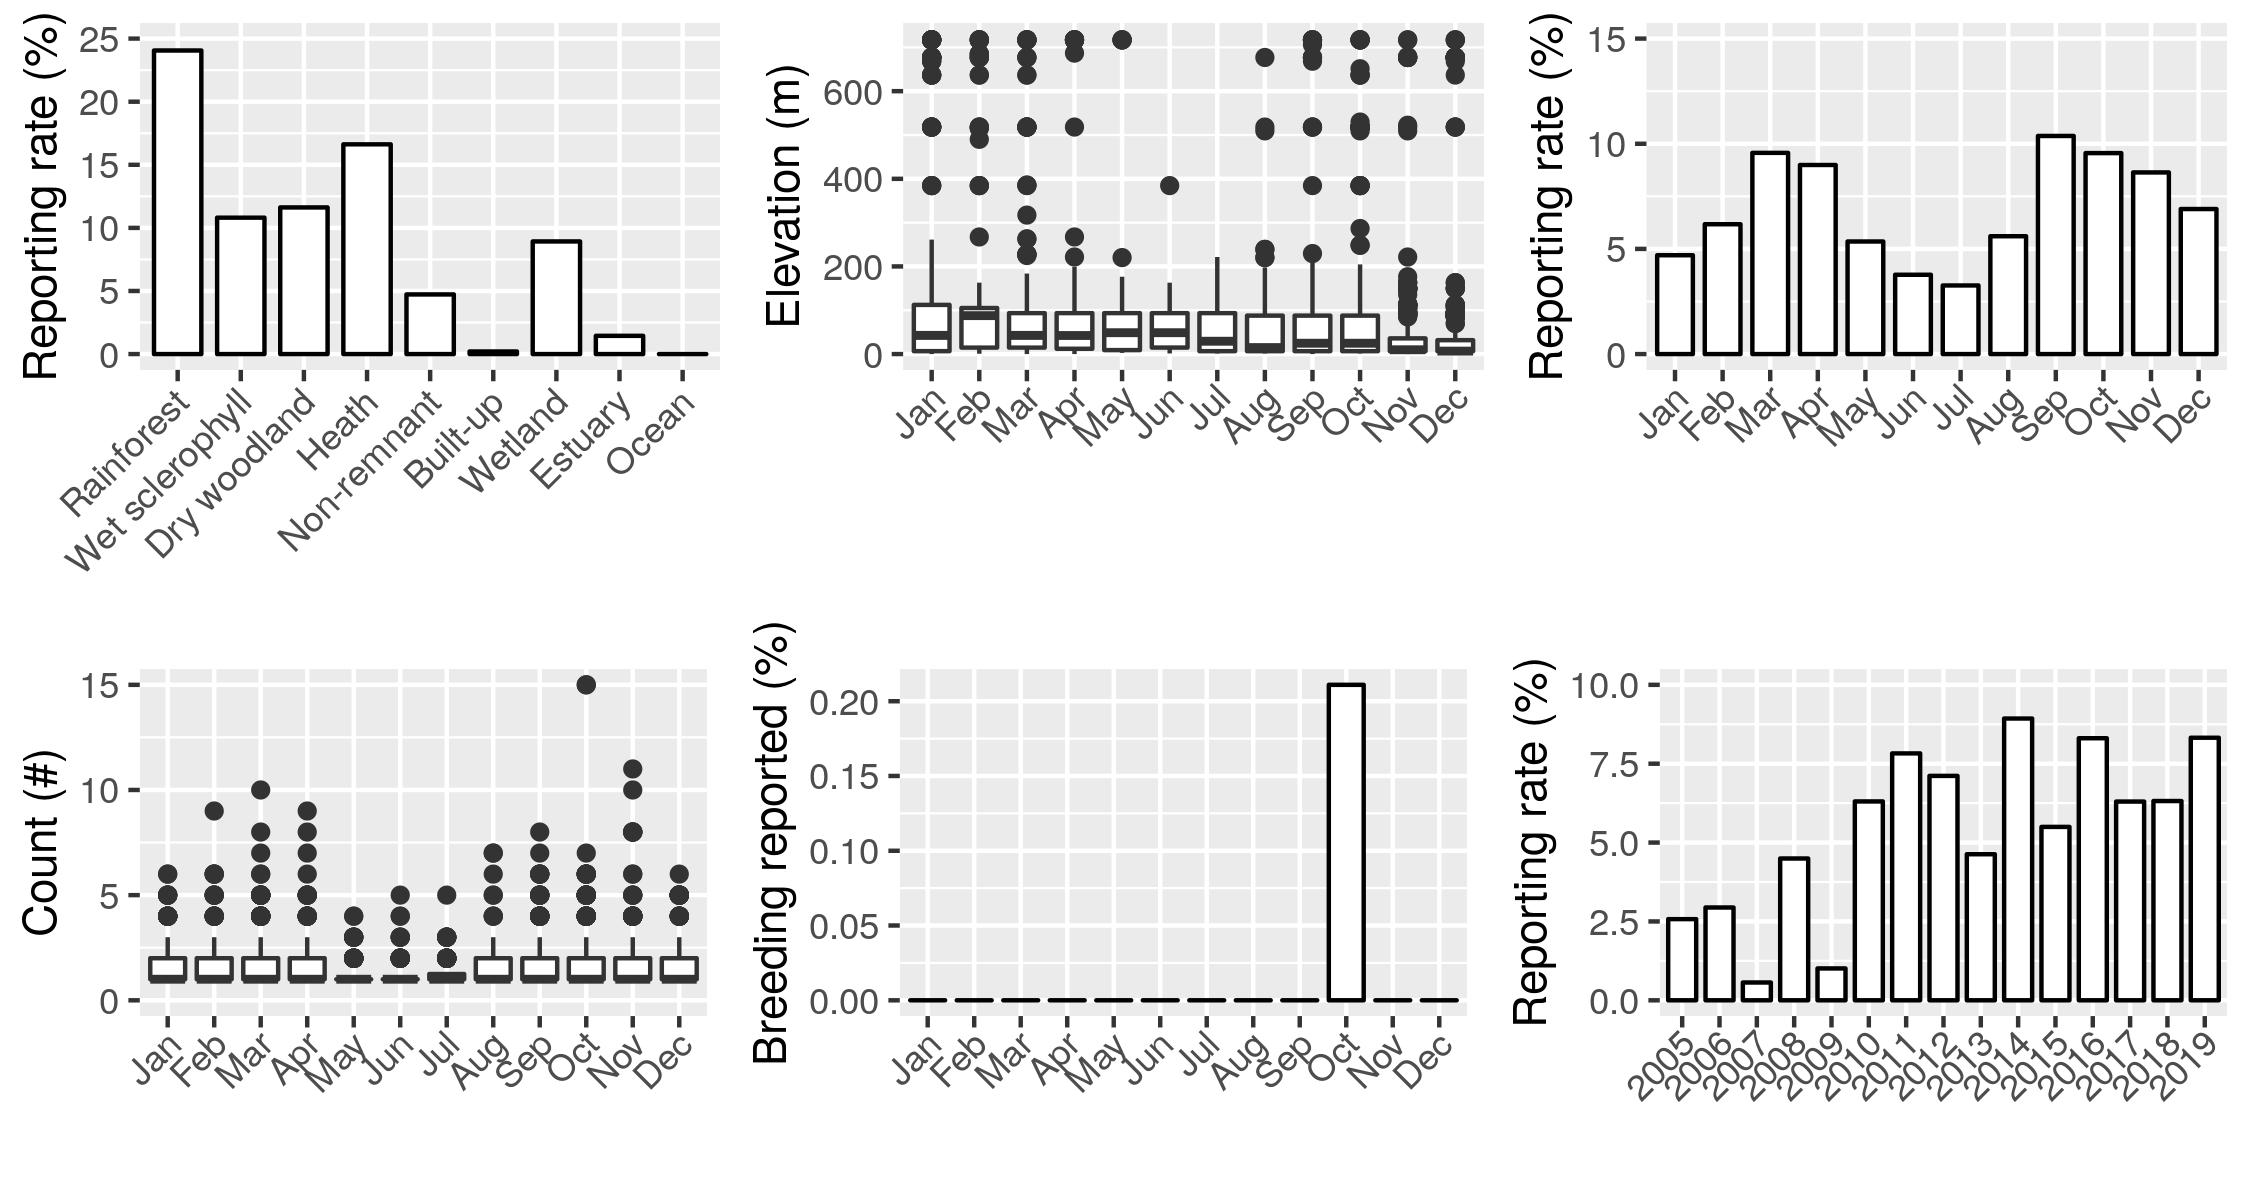 Reporting rate (%)
25
20
15
10
5
0
Rainforest
Wet sclerophyll
Dry woodland
Heath
Non-remnant
Built-up
Wetland
Estuary
Ocean
Elevation (m)
600
400
200
0
Jan
Feb
Mar
Apr
May
Jun
Jul
Aug
Sep
Oct
Nov
Dec
Reporting rate (%)
15
10
5
0
Jan
Feb
Mar
Apr
May
Jun
Jul
Aug
Sep
Oct
Nov
Dec
Count (#)
15
10
5
0
Jan
Feb
Mar
Apr
May
Jun
Jul
Aug
Sep
Oct
Nov
Dec
Breeding reported (%)
0.20
0.15
0.10
0.05
0.00
Jan
Feb
Mar
Apr
May
Jun
Jul
Aug
Sep
Oct
Nov
Dec
Reporting rate (%)
10.0
7.5
5.0
2.5
0.0
2005
2006
2007
2008
2009
2010
2011
2012
2013
2014
2015
2016
2017
2018
2019